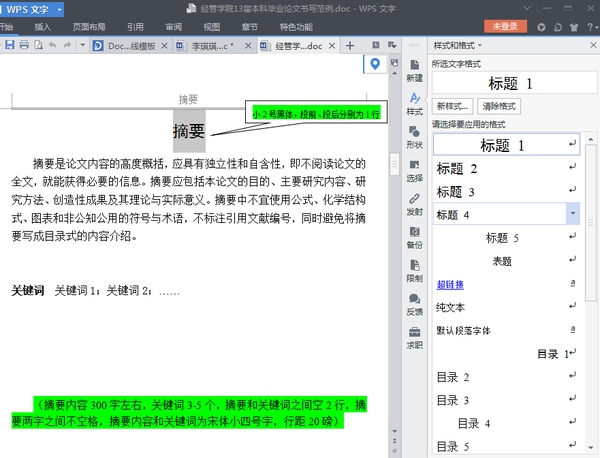 WPS 文字
经管学院13届本科毕业论文书写范例.doc - WPS 文字
开始 插入 页面布局 引用 审阅 视图 章节 特色功能
未登录
Doc...线模板
李琪琪....c *
经管学....doc
摘要
小 2 号黑体，段前、段后分别为 1 行
摘要
摘要是论文内容的高度概括，应具有独立性和自含性，即不阅读论文的
全文，就能获得必要的信息。摘要应包括本论文的目的、主要研究内容、研
究方法、创造性成果及其理论与实际意义。摘要中不宜使用公式、化学结构
式、图表和非公知公用的符号与术语，不标注引用文献编号，同时避免将摘
要写成目录式的内容介绍。
关键词 关键词 1；关键词 2；……
（摘要内容 300 字左右，关键词 3-5 个，摘要和关键词之间空 2 行，摘
要两字之间不空格，摘要内容和关键词为宋体小四号字，行距 20 磅）
新建
样式
形状
选择
发射
备份
限制
反馈
求职
样式和格式
所选文字格式
标题 1
新样式...
清除格式
请选择要应用的格式
标题 1
标题 2
标题 3
标题 4
标题 5
表题
超链接
a
纯文本
默认段落字体
a
目录 1
目录 2
目录 3
目录 4
目录 5